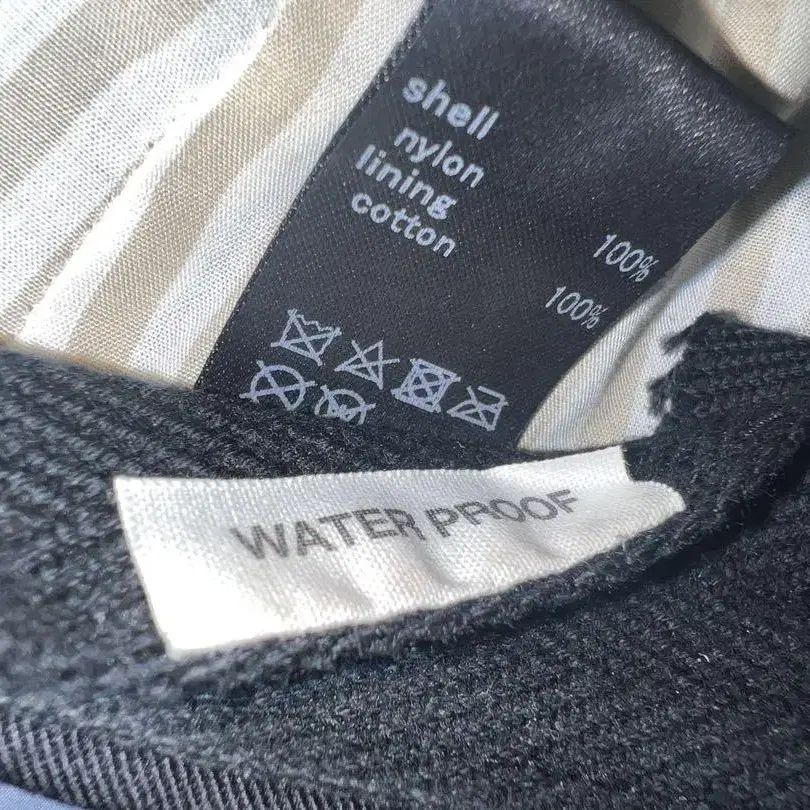 shell
nylon
lining
cotton
100%
100%
WATER PROOF